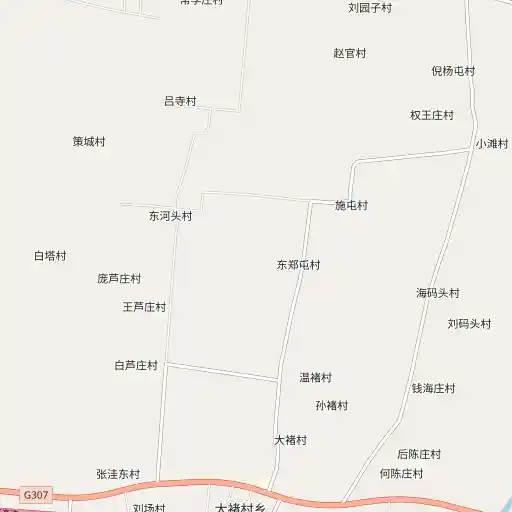 刘园子村
赵官村
倪杨屯村
吕寺村
权王庄村
策城村
小滩村
施屯村
东河头村
白塔村
东郑屯村
庞芦庄村
海码头村
王芦庄村
刘码头村
白芦庄村
温褚村
钱海庄村
孙褚村
大褚村
后陈庄村
张洼东村
何陈庄村
G307
刘场村
大褚村乡